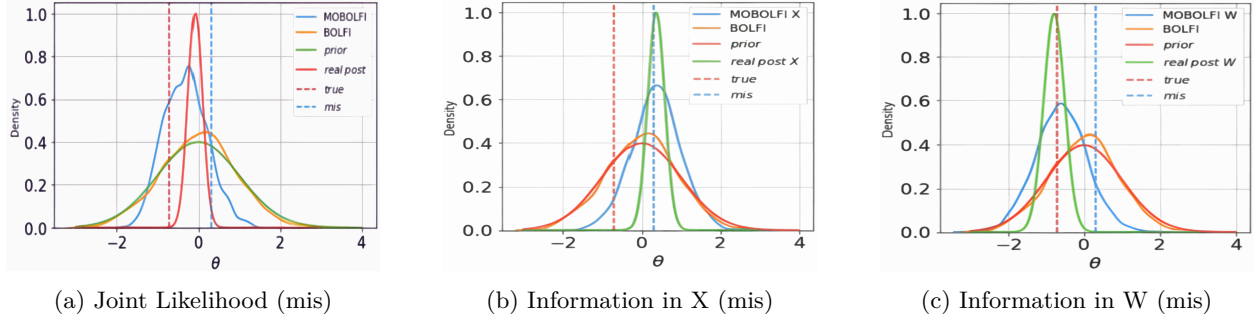 1.0
0.8
0.6
0.4
0.2
0.0
Density
−2
0
2
4
θ
MOBOLFI
BOLFI
prior
real post
true
mis
(a) Joint Likelihood (mis)
1.0
0.8
0.6
0.4
0.2
0.0
Density
−2
0
2
4
θ
MOBOLFI X
BOLFI
prior
real post X
true
mis
(b) Information in X (mis)
1.0
0.8
0.6
0.4
0.2
0.0
Density
−2
0
2
4
θ
MOBOLFI W
BOLFI
prior
real post W
true
mis
(c) Information in W (mis)